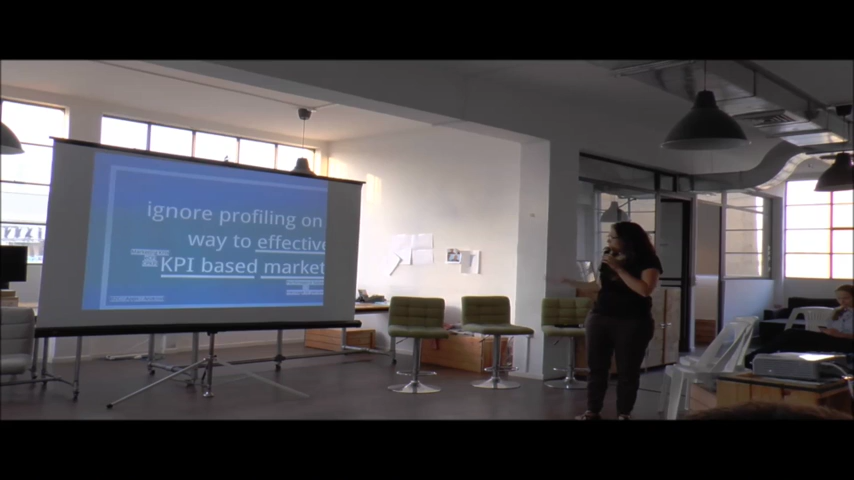 ignore profiling on
way to effective
KPI based market